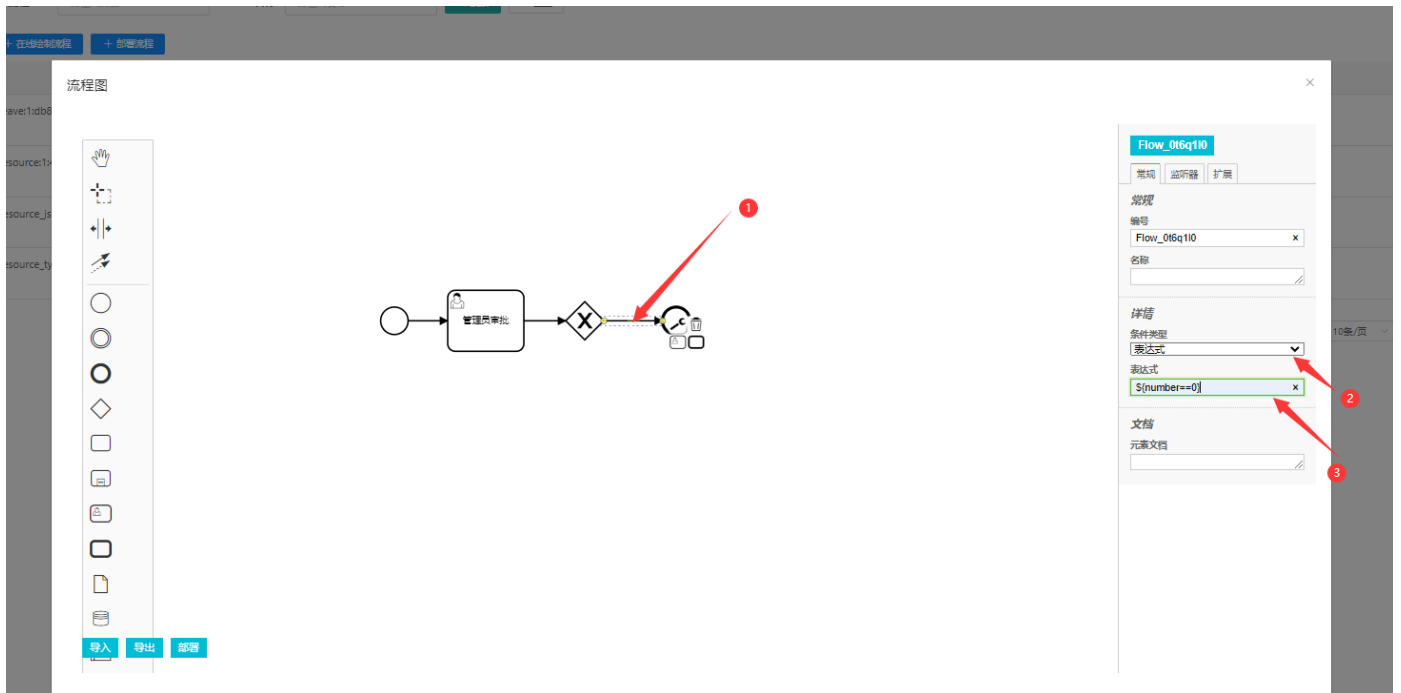 + 在线绘制流程
+ 部署流程
流程图
×
eave:1:db8
esource:1:
esource_js
esource_ty
管理员审批
1
Flow_0t6q1l0
常规
监听器
扩展
常规
编号
Flow_0t6q1l0
×
名称
详情
条件类型
表达式
表达式
${number==0}
×
2
文档
元素文档
3
10条/页
导入
导出
部署